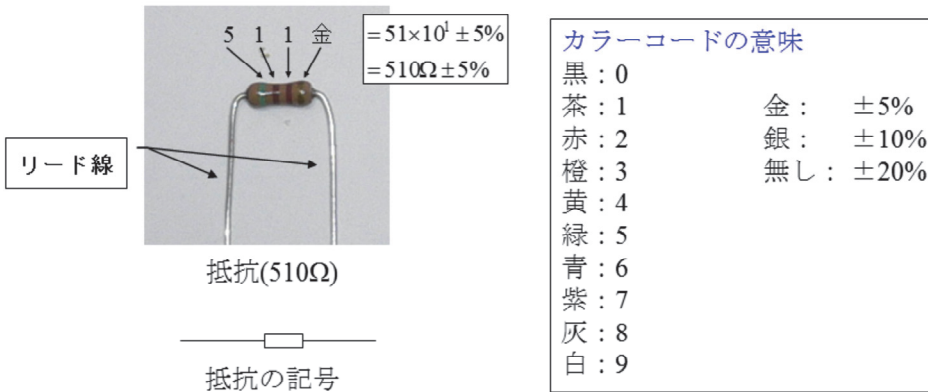 5 1 1 金
=51×10¹±5%
=510Ω±5%
リード線
抵抗(510Ω)
抵抗の記号
カラーコードの意味
黒：0
茶：1 金： ±5%
赤：2 銀： ±10%
橙：3 無し： ±20%
黄：4
緑：5
青：6
紫：7
灰：8
白：9